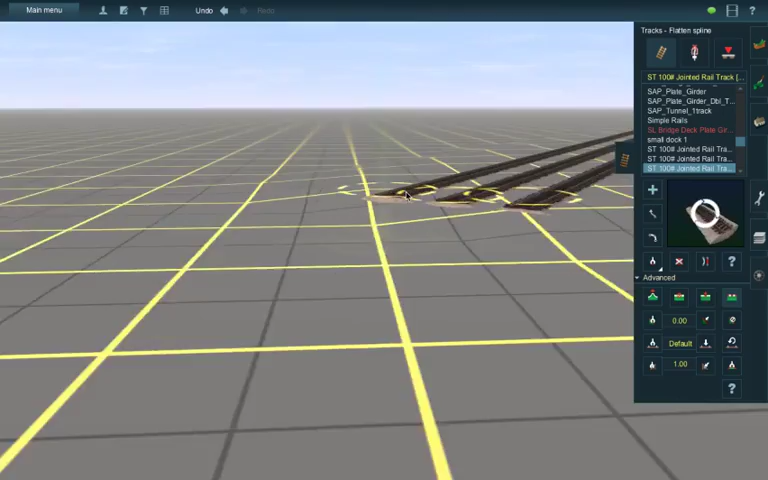 Main menu
Undo
Redo
?
Tracks - Flatten spline
ST 100# Jointed Rail Track [...
SAP_Plate_Girder
SAP_Plate_Girder_Dbl_T...
SAP_Tunnel_1track
Simple Rails
SL Bridge Deck Plate Gir...
small dock 1
ST 100# Jointed Rail Tra...
ST 100# Jointed Rail Tra...
ST 100# Jointed Rail Tra...
?
Advanced
0.00
Default
1.00
?